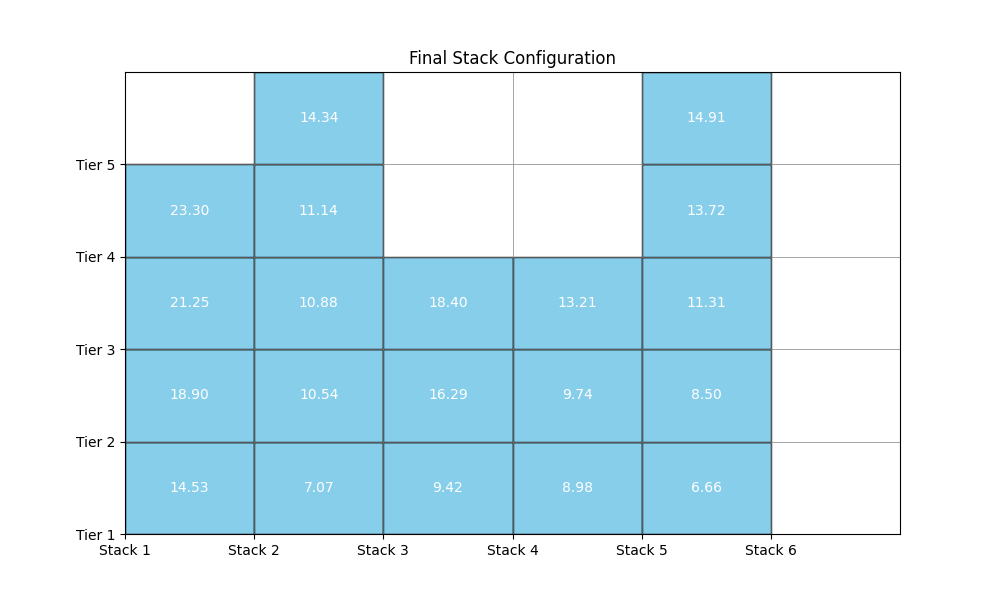 Final Stack Configuration
14.34 14.91
Tier 5
23.30 11.14 13.72
Tier 4
21.25 10.88 18.40 13.21 11.31
Tier 3
18.90 10.54 16.29 9.74 8.50
Tier 2
14.53 7.07 9.42 8.98 6.66
Tier 1
Stack 1 Stack 2 Stack 3 Stack 4 Stack 5 Stack 6